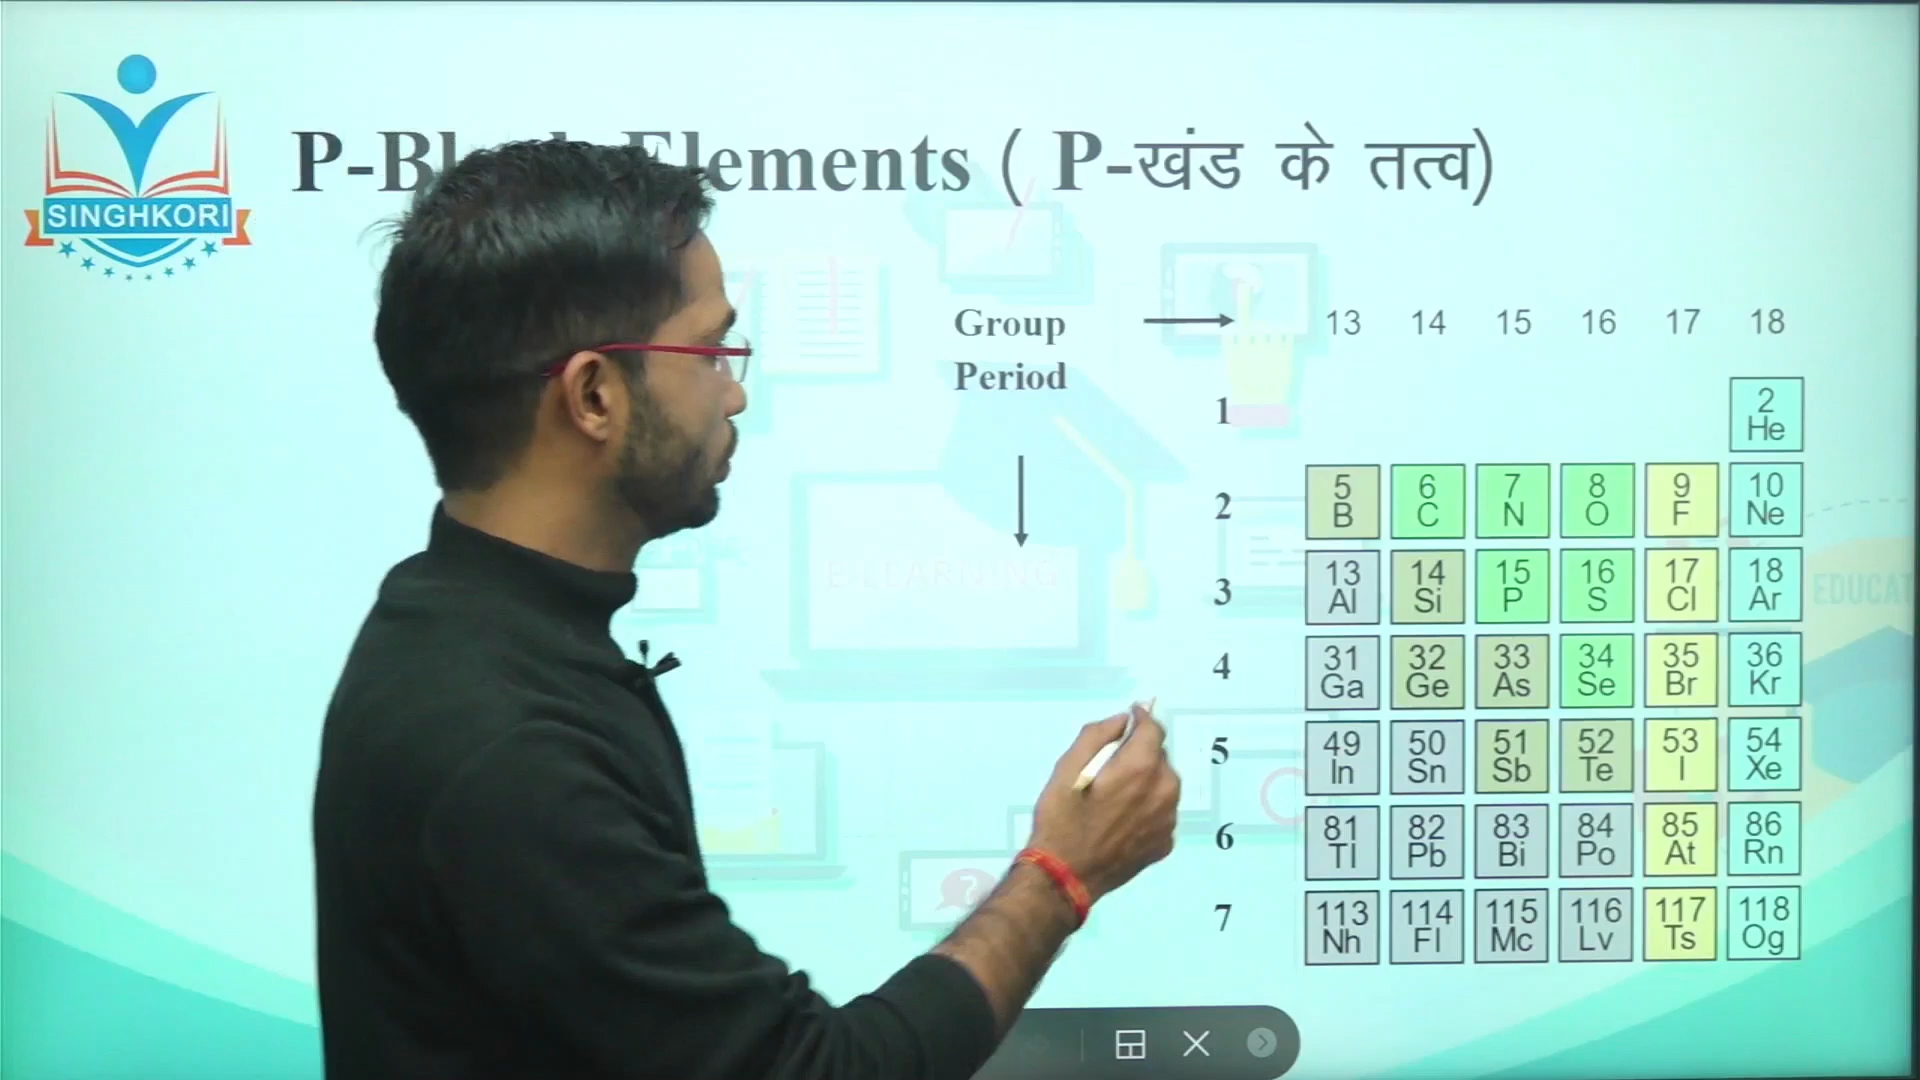 SINGHKORI
P-Block Elements ( P-खंड के तत्व)
Group 13 14 15 16 17 18
Period
1
2 He
2
5 B 6 C 7 N 8 O 9 F 10 Ne
3
13 Al 14 Si 15 P 16 S 17 Cl 18 Ar
4
31 Ga 32 Ge 33 As 34 Se 35 Br 36 Kr
5
49 In 50 Sn 51 Sb 52 Te 53 I 54 Xe
6
81 Tl 82 Pb 83 Bi 84 Po 85 At 86 Rn
7
113 Nh 114 Fl 115 Mc 116 Lv 117 Ts 118 Og
E-LEARNING
EDUCAT
?